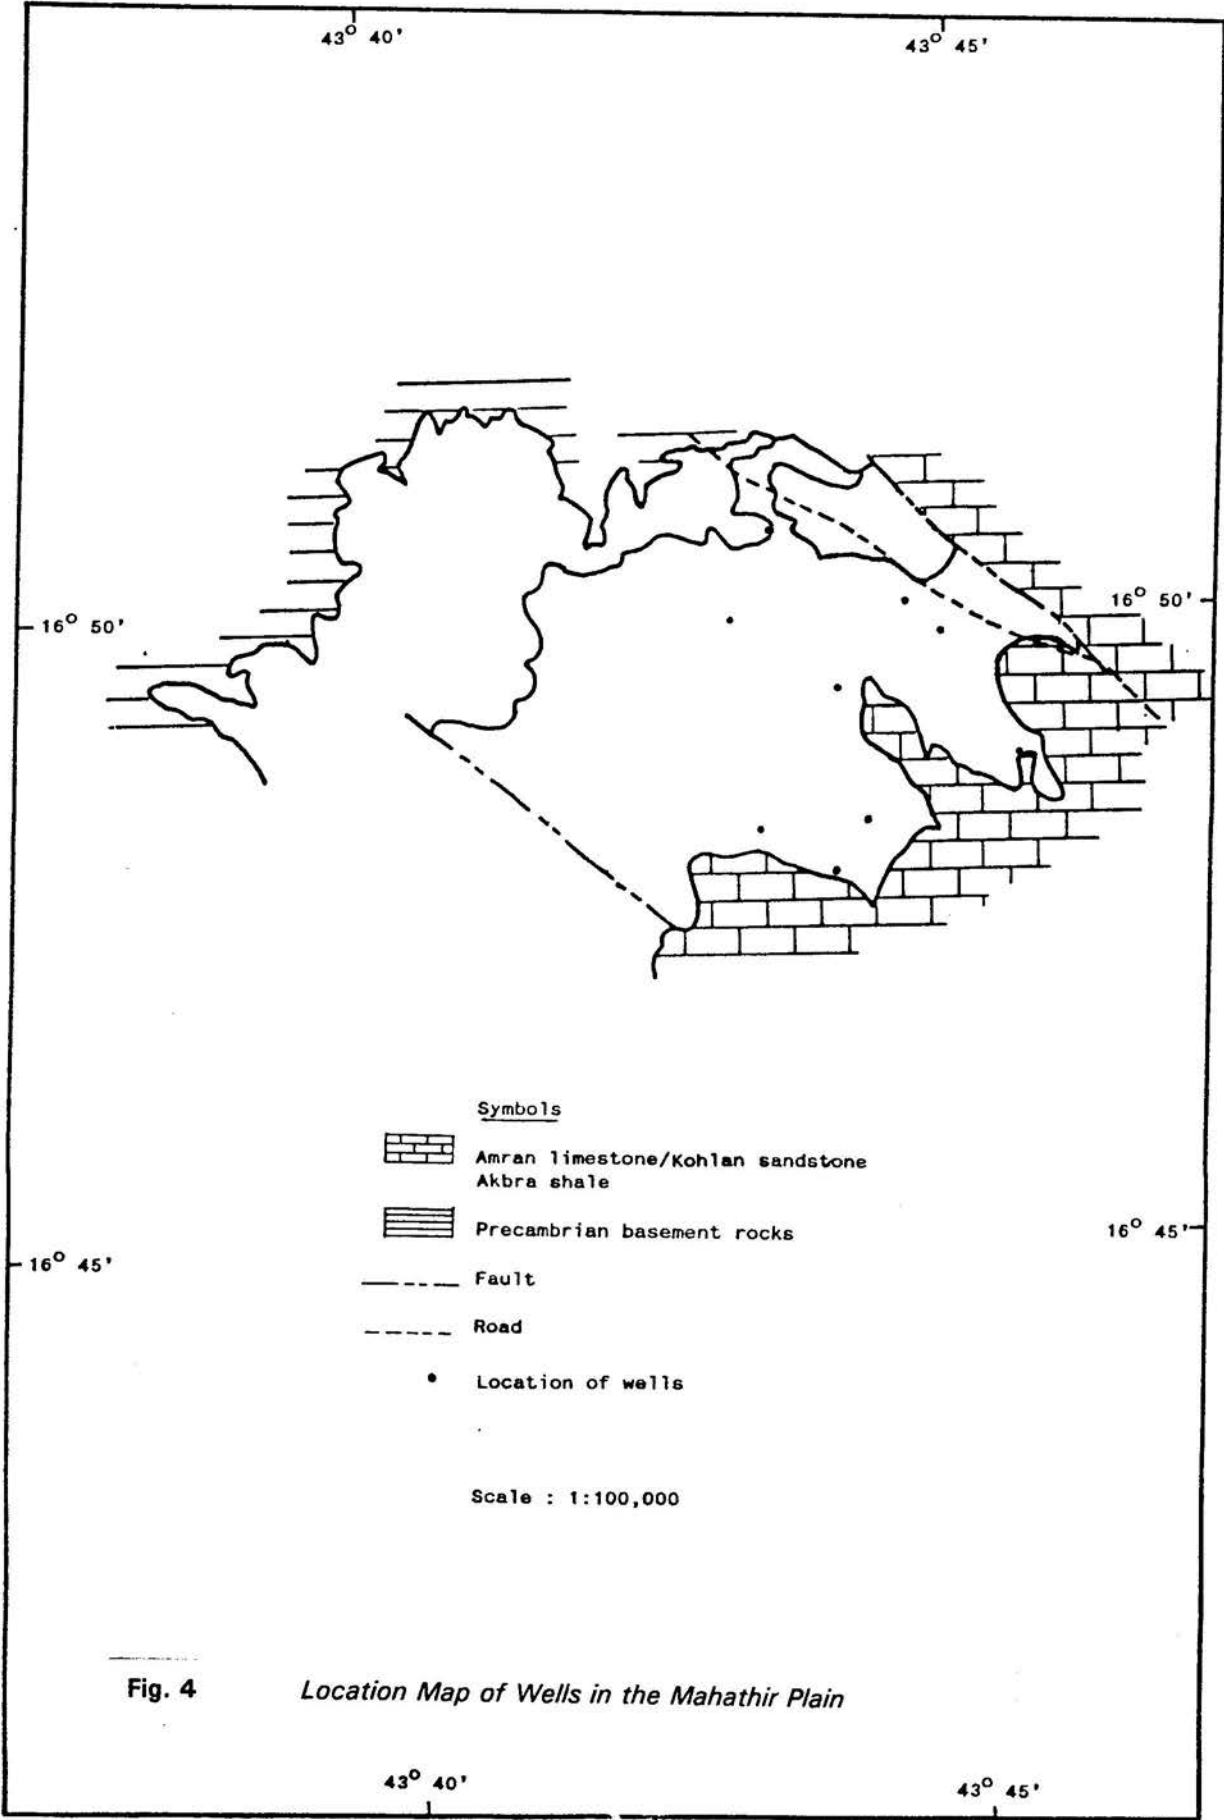 43° 40'
43° 45'
16° 50'
16° 50'
Symbols
Amran limestone/Kohlan sandstone
Akbra shale
Precambrian basement rocks
16° 45'
16° 45'
Fault
Road
Location of wells
Scale : 1:100,000
Fig. 4 Location Map of Wells in the Mahathir Plain
43° 40'
43° 45'